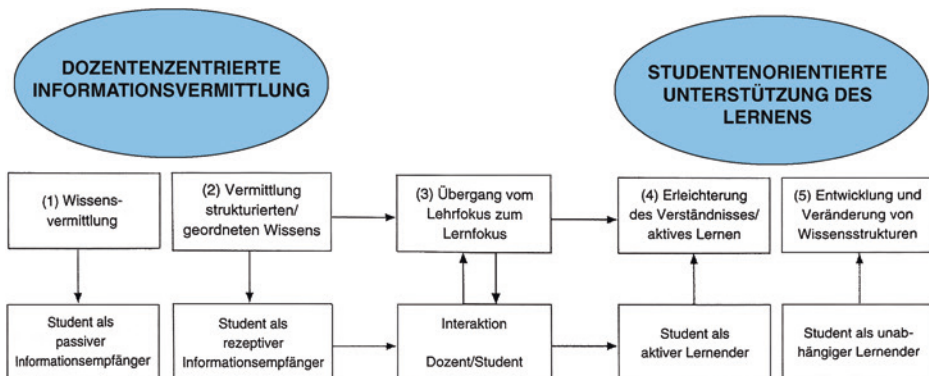 DOZENTENZENTRIERTE
INFORMATIONSVERMITTLUNG
STUDENTENORIENTIERTE
UNTERSTÜTZUNG DES
LERNENS
(1) Wissens-
vermittlung
(2) Vermittlung
strukturierten/
geordneten Wissens
(3) Übergang vom
Lehrfokus zum
Lernfokus
(4) Erleichterung
des Verständnisses/
aktives Lernen
(5) Entwicklung und
Veränderung von
Wissensstrukturen
Student als
passiver
Informationsempfänger
Student als
rezeptiver
Informationsempfänger
Interaktion
Dozent/Student
Student als
aktiver Lernender
Student als unab-
hängiger Lernender